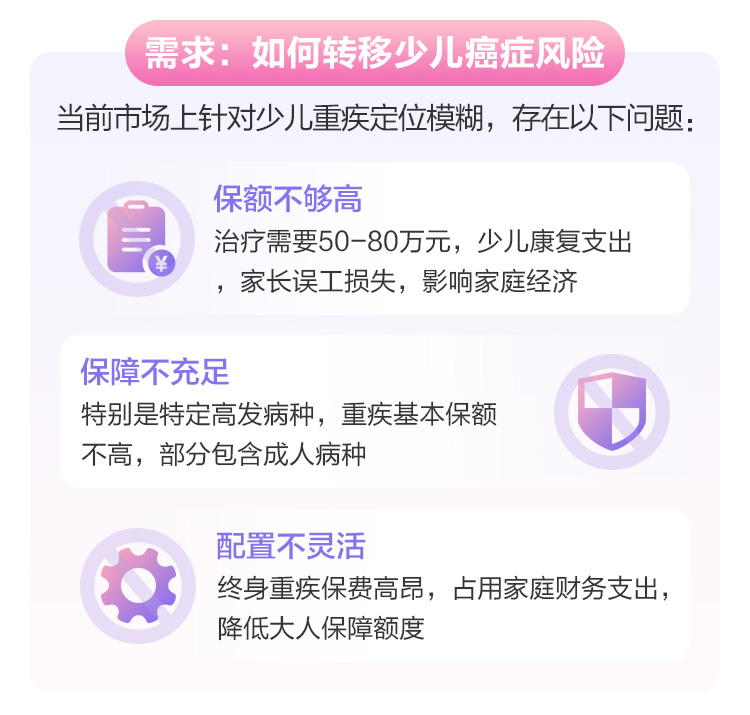 需求：如何转移少儿癌症风险
当前市场上针对少儿重疾定位模糊，存在以下问题：
保额不够高
治疗需要50-80万元，少儿康复支出
，家长误工损失，影响家庭经济
¥
保障不充足
特别是特定高发病种，重疾基本保额
不高，部分包含成人病种
配置不灵活
终身重疾保费高昂，占用家庭财务支出，
降低大人保障额度